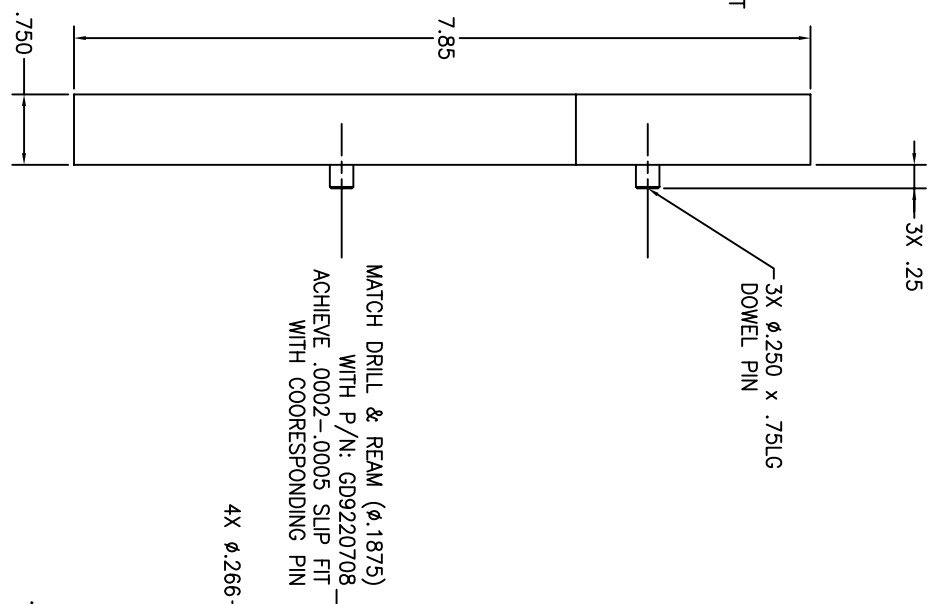 T
.750
7.85
3X .25
3X ø.250 x .75LG
DOWEL PIN
MATCH DRILL & REAM (ø.1875)
WITH P/N: GD9220708
ACHIEVE .0002-.0005 SLIP FIT
WITH COORESPONDING PIN
4X ø.266